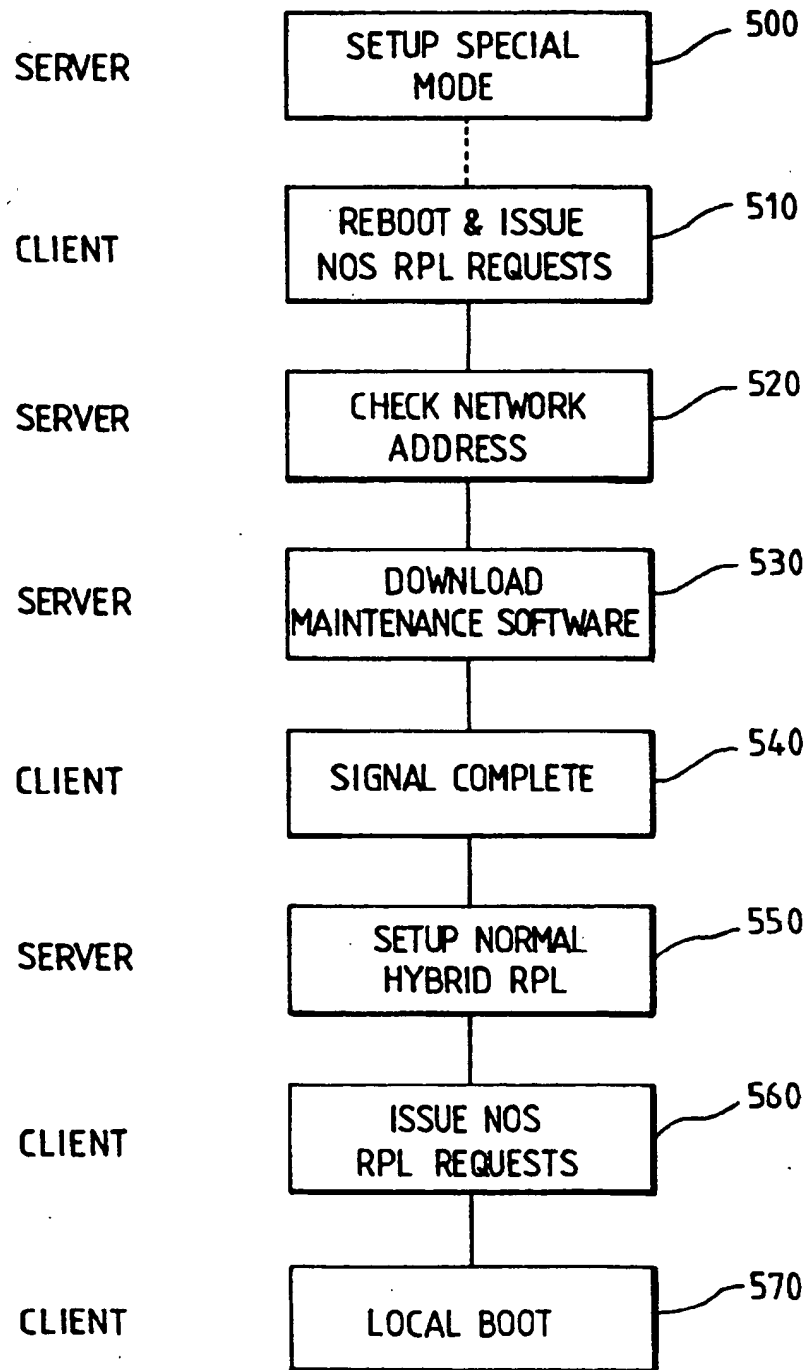 500
SERVER
SETUP SPECIAL
MODE
510
CLIENT
REBOOT & ISSUE
NOS RPL REQUESTS
520
SERVER
CHECK NETWORK
ADDRESS
530
SERVER
DOWNLOAD
MAINTENANCE SOFTWARE
540
CLIENT
SIGNAL COMPLETE
550
SERVER
SETUP NORMAL
HYBRID RPL
560
CLIENT
ISSUE NOS
RPL REQUESTS
570
CLIENT
LOCAL BOOT